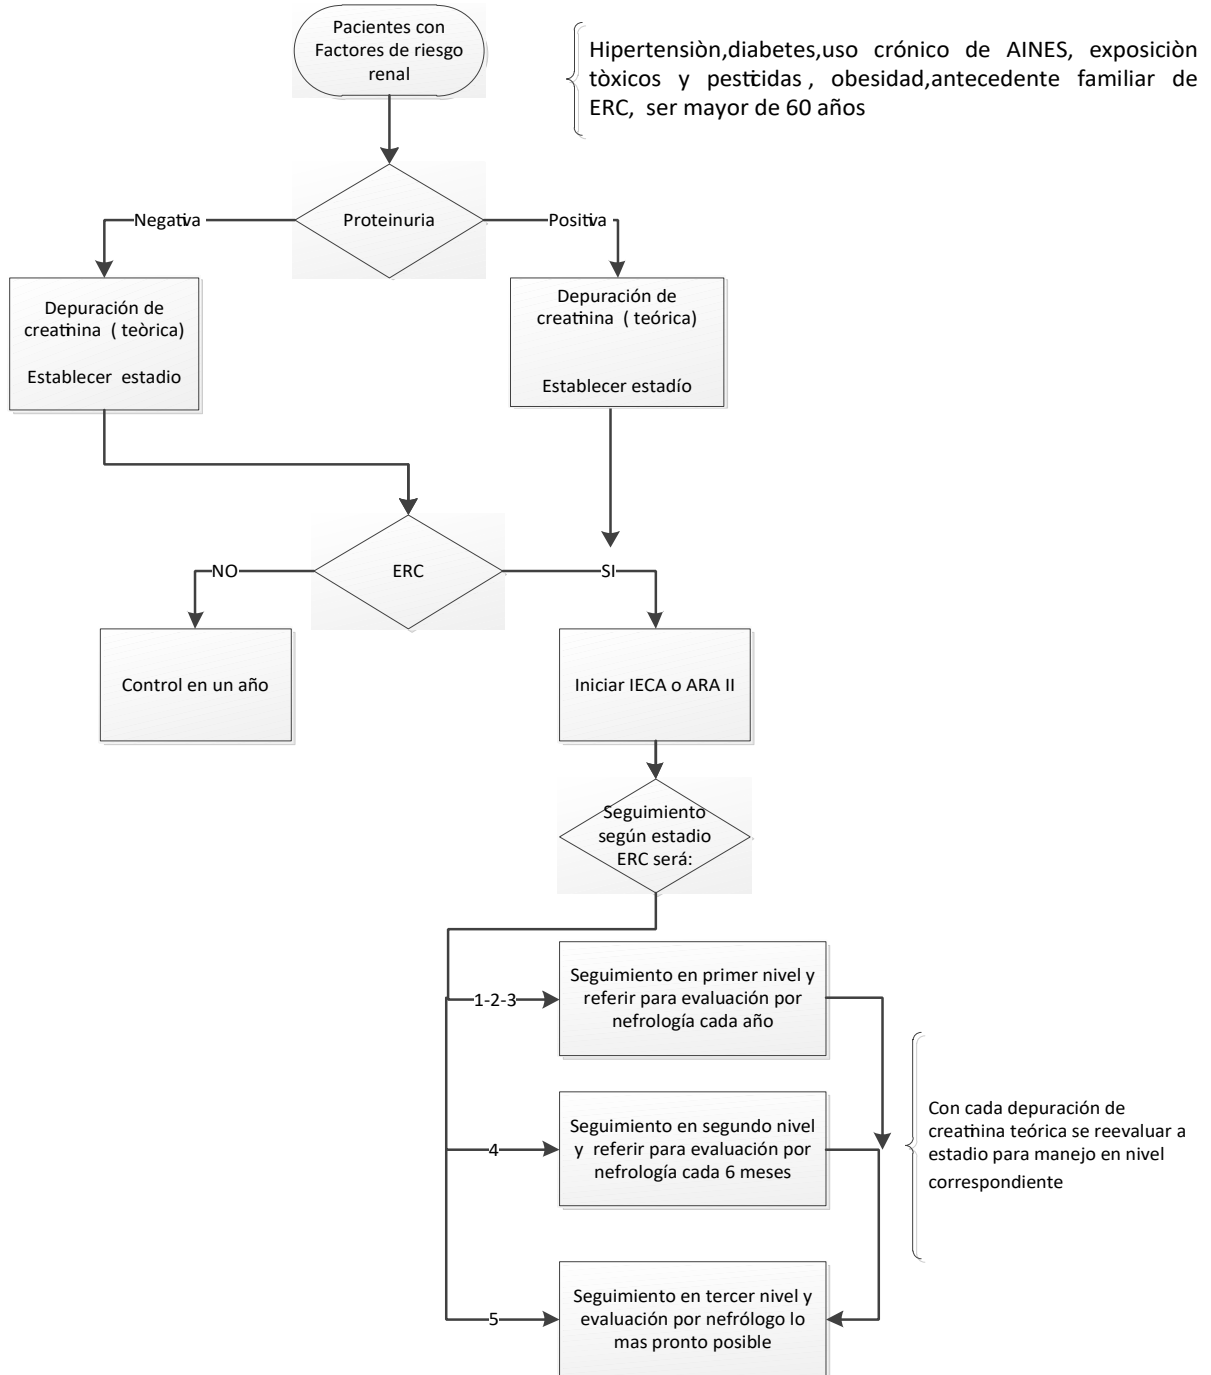 Pacientes con
Factores de riesgo
renal
Hipertensiòn,diabetes,uso crónico de AINES, exposiciòn
tòxicos y pesticidas , obesidad,antecedente familiar de
ERC, ser mayor de 60 años
Proteinuria
Negativa
Positiva
Depuración de
creatinina ( teòrica)
Establecer estadio
Depuración de
creatinina ( teórica)
Establecer estadío
ERC
NO
SI
Control en un año
Iniciar IECA o ARA II
Seguimiento
según estadio
ERC será:
1-2-3
Seguimiento en primer nivel y
referir para evaluación por
nefrología cada año
4
Seguimiento en segundo nivel
y referir para evaluación por
nefrología cada 6 meses
Con cada depuración de
creatinina teórica se reevaluar a
estadio para manejo en nivel
correspondiente
5
Seguimiento en tercer nivel y
evaluación por nefrólogo lo
mas pronto posible